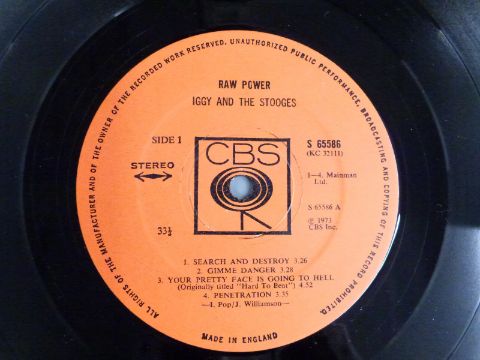 ALL RIGHTS OF THE MANUFACTURER AND OF THE OWNER OF THE RECORDED WORK RESERVED. UNAUTHORIZED PUBLIC PERFORMANCE, BROADCASTING AND COPYING OF THIS RECORD PROHIBITED.
RAW POWER
IGGY AND THE STOOGES
SIDE 1
STEREO
33⅓
CBS
S 65586
(KC 32111)
1—4. Mainman
Ltd.
S 65586 A
℗ 1973
CBS Inc.
1. SEARCH AND DESTROY 3.26
2. GIMME DANGER 3.28
3. YOUR PRETTY FACE IS GOING TO HELL
(Originally titled "Hard To Beat") 4.52
4. PENETRATION 3.35
—I. Pop/J. Williamson—
MADE IN ENGLAND